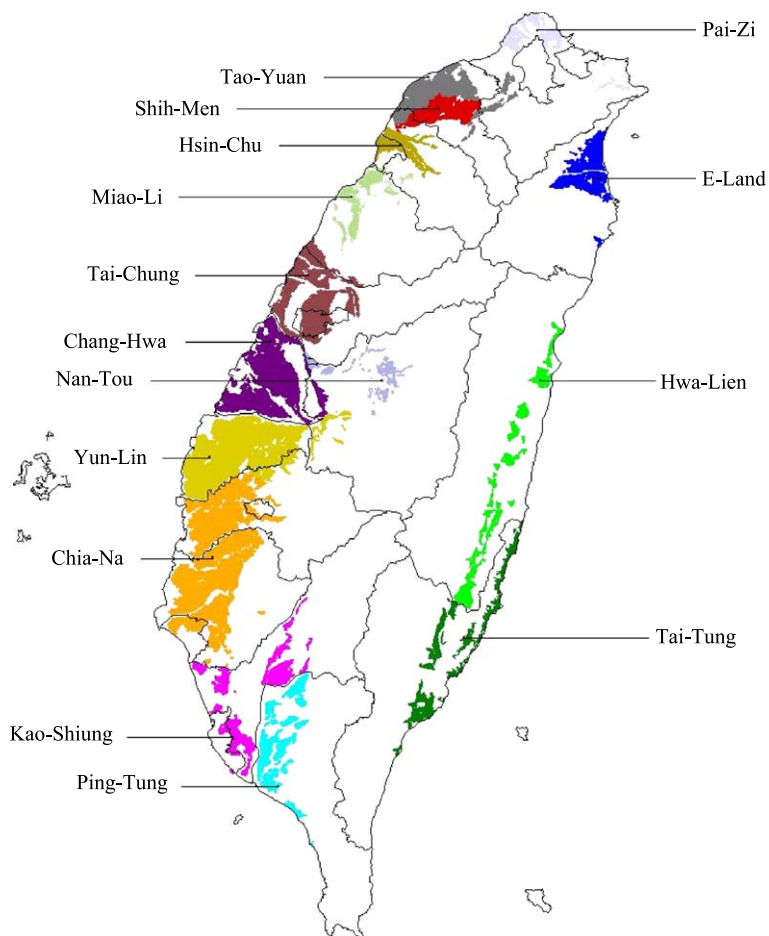 Pai-Zi
Tao-Yuan
Shih-Men
Hsin-Chu
E-Land
Miao-Li
Tai-Chung
Chang-Hwa
Nan-Tou
Hwa-Lien
Yun-Lin
Chia-Na
Tai-Tung
Kao-Shiung
Ping-Tung